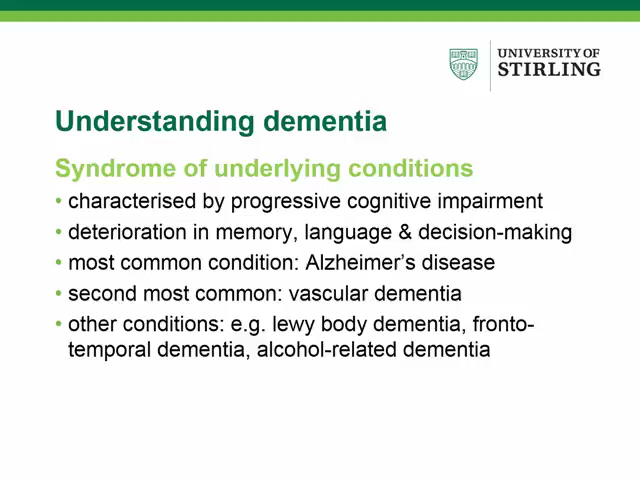 UNIVERSITY OF
STIRLING
Understanding dementia
Syndrome of underlying conditions
• characterised by progressive cognitive impairment
• deterioration in memory, language & decision-making
• most common condition: Alzheimer’s disease
• second most common: vascular dementia
• other conditions: e.g. lewy body dementia, fronto-
temporal dementia, alcohol-related dementia